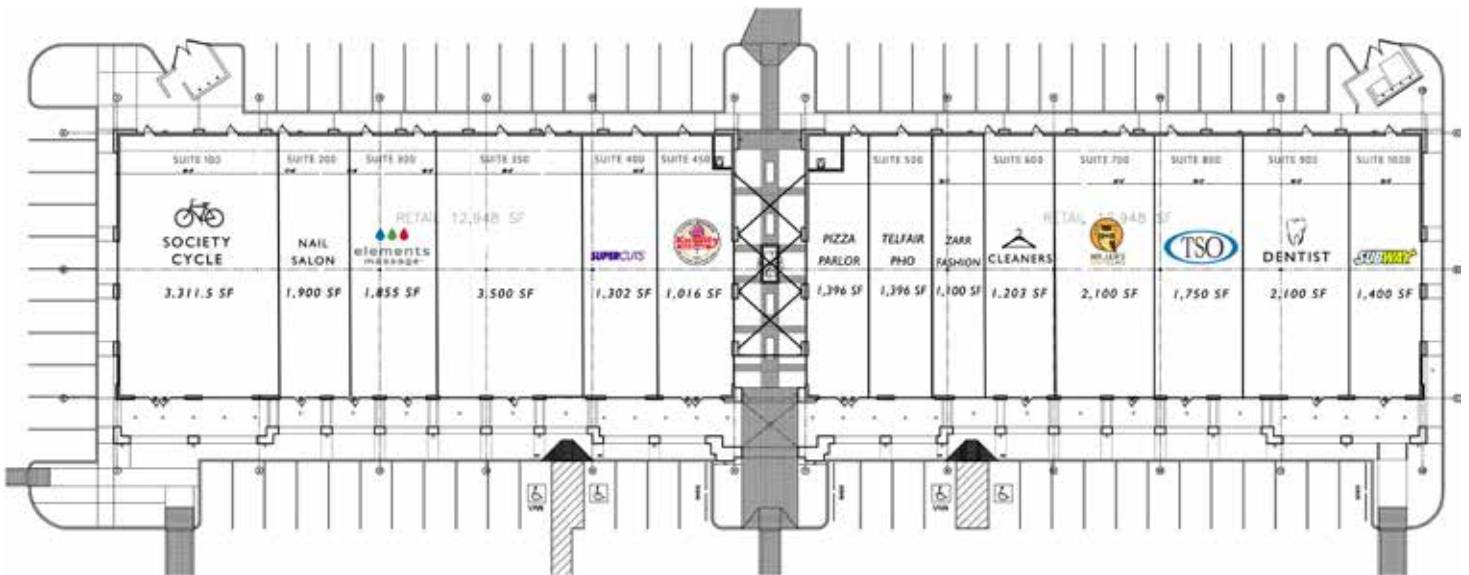 SUITE 100
SUITE 200
SUITE 300
SUITE 350
SUITE 400
SUITE 450
SUITE 500
SUITE 600
SUITE 700
SUITE 800
SUITE 900
SUITE 1000
RETAIL 12,948 SF
SOCIETY
CYCLE
3,311.5 SF
NAIL
SALON
1,900 SF
elements
massage
1,855 SF
3,500 SF
SUPERCUTS
1,302 SF
1,016 SF
PIZZA
PARLOR
1,396 SF
TELFAIR
PHO
1,396 SF
ZARR
FASHION
1,100 SF
CLEANERS
1,203 SF
RETAIL
SF
2,100 SF
TSO
1,750 SF
DENTIST
2,100 SF
SUBWAY
1,400 SF
VAN
VAN